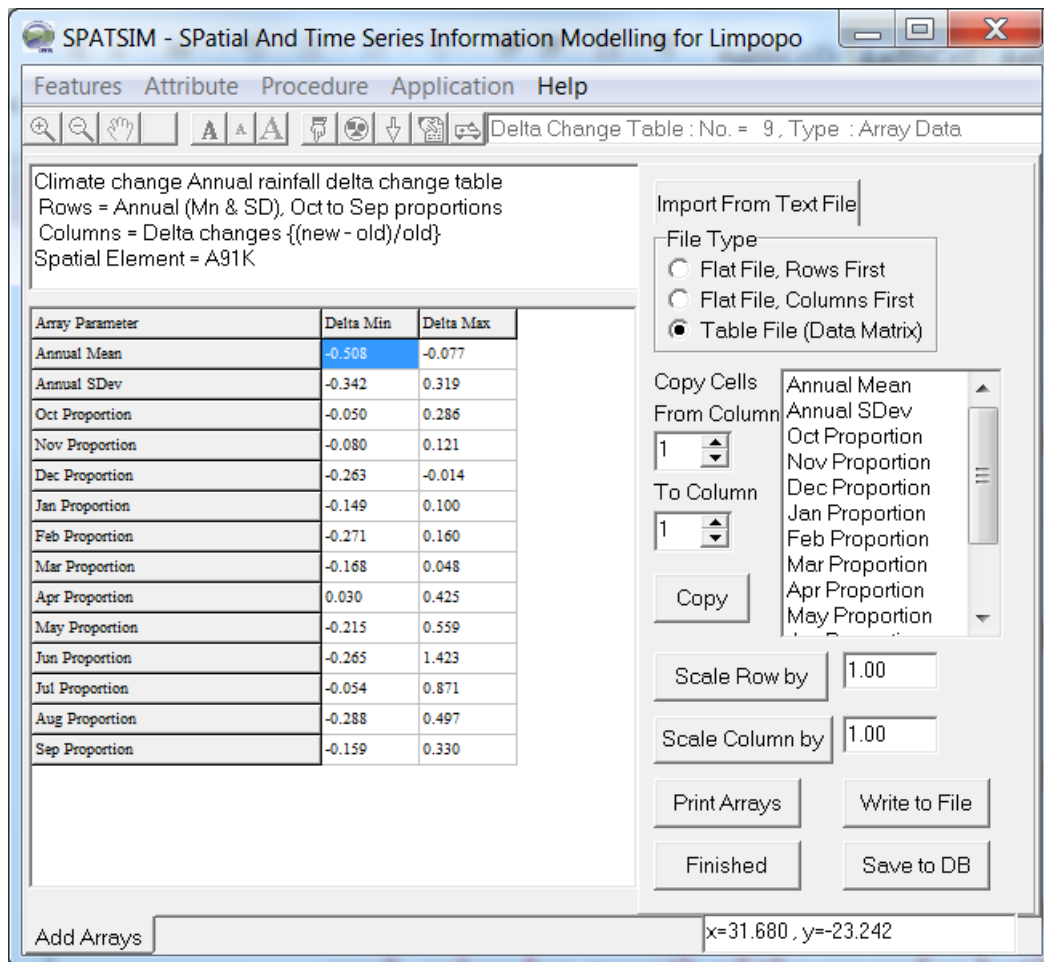 SPATSIM - SPatial And Time Series Information Modelling for Limpopo
Features Attribute Procedure Application Help
A A A Delta Change Table : No. = 9 , Type : Array Data
Climate change Annual rainfall delta change table
Rows = Annual (Mn & SD), Oct to Sep proportions
Columns = Delta changes {(new - old)/old}
Spatial Element = A91K
Array Parameter Delta Min Delta Max
Annual Mean -0.508 -0.077
Annual SDev -0.342 0.319
Oct Proportion -0.050 0.286
Nov Proportion -0.080 0.121
Dec Proportion -0.263 -0.014
Jan Proportion -0.149 0.100
Feb Proportion -0.271 0.160
Mar Proportion -0.168 0.048
Apr Proportion 0.030 0.425
May Proportion -0.215 0.559
Jun Proportion -0.265 1.423
Jul Proportion -0.054 0.871
Aug Proportion -0.288 0.497
Sep Proportion -0.159 0.330
Import From Text File
File Type
Flat File, Rows First
Flat File, Columns First
Table File (Data Matrix)
Copy Cells
From Column
1
To Column
1
Copy
Annual Mean
Annual SDev
Oct Proportion
Nov Proportion
Dec Proportion
Jan Proportion
Feb Proportion
Mar Proportion
Apr Proportion
May Proportion
Scale Row by 1.00
Scale Column by 1.00
Print Arrays Write to File
Finished Save to DB
Add Arrays
x=31.680 , y=-23.242